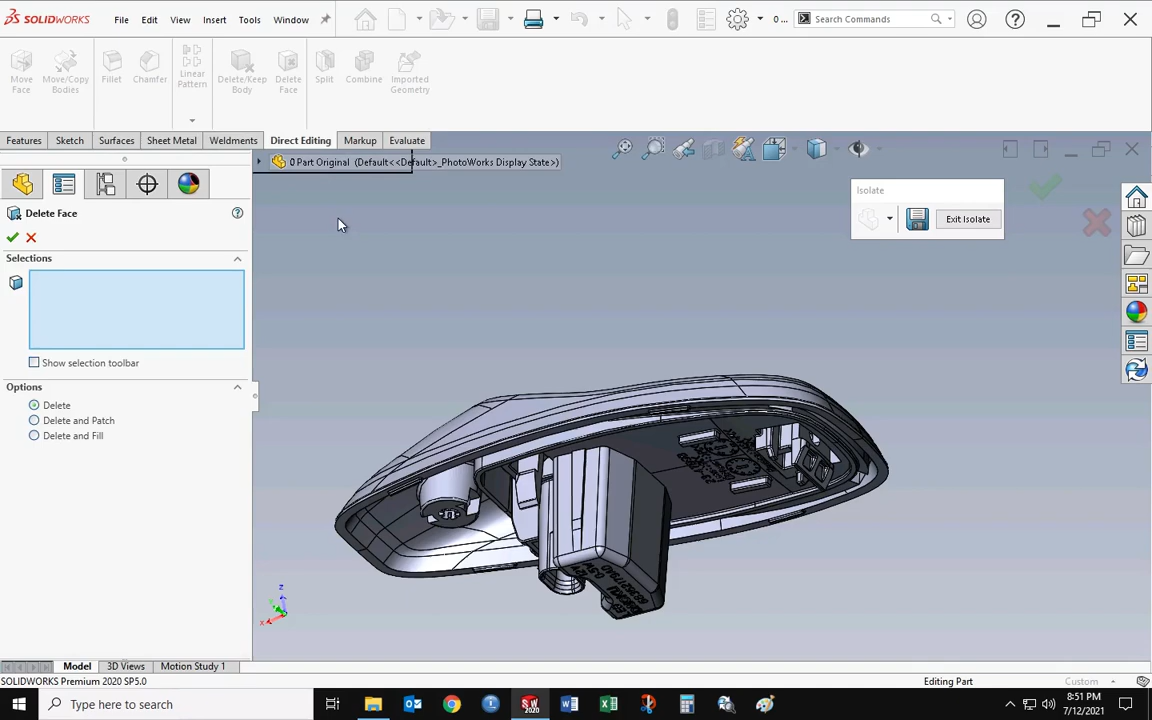 SOLIDWORKS File Edit View Insert Tools Window 0 ... Search Commands
Move Face Move/Copy Bodies Fillet Chamfer Linear Pattern Delete/Keep Body Delete Face Split Combine Imported Geometry
Features Sketch Surfaces Sheet Metal Weldments Direct Editing Markup Evaluate
0 Part Original (Default<<Default>_PhotoWorks Display State>)
Isolate
Exit Isolate
Delete Face
Selections
Show selection toolbar
Options
Delete
Delete and Patch
Delete and Fill
z
x
Model 3D Views Motion Study 1
SOLIDWORKS Premium 2020 SP5.0 Editing Part Custom
Type here to search
SW
2020
8:51 PM
7/12/2021